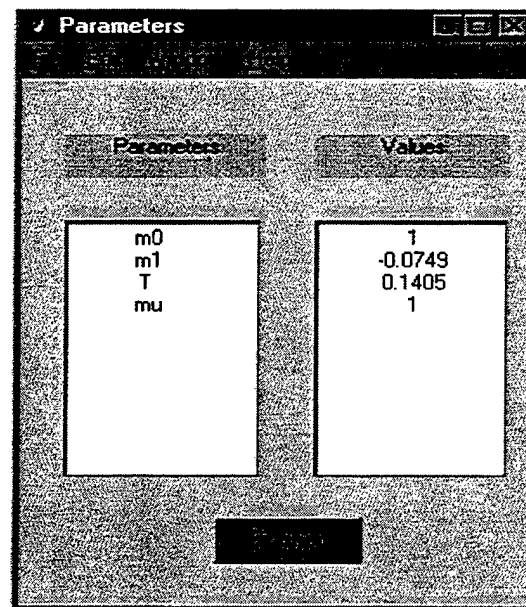 Parameters
Parameters Values
m0 1
m1 -0.0749
T 0.1405
mu 1